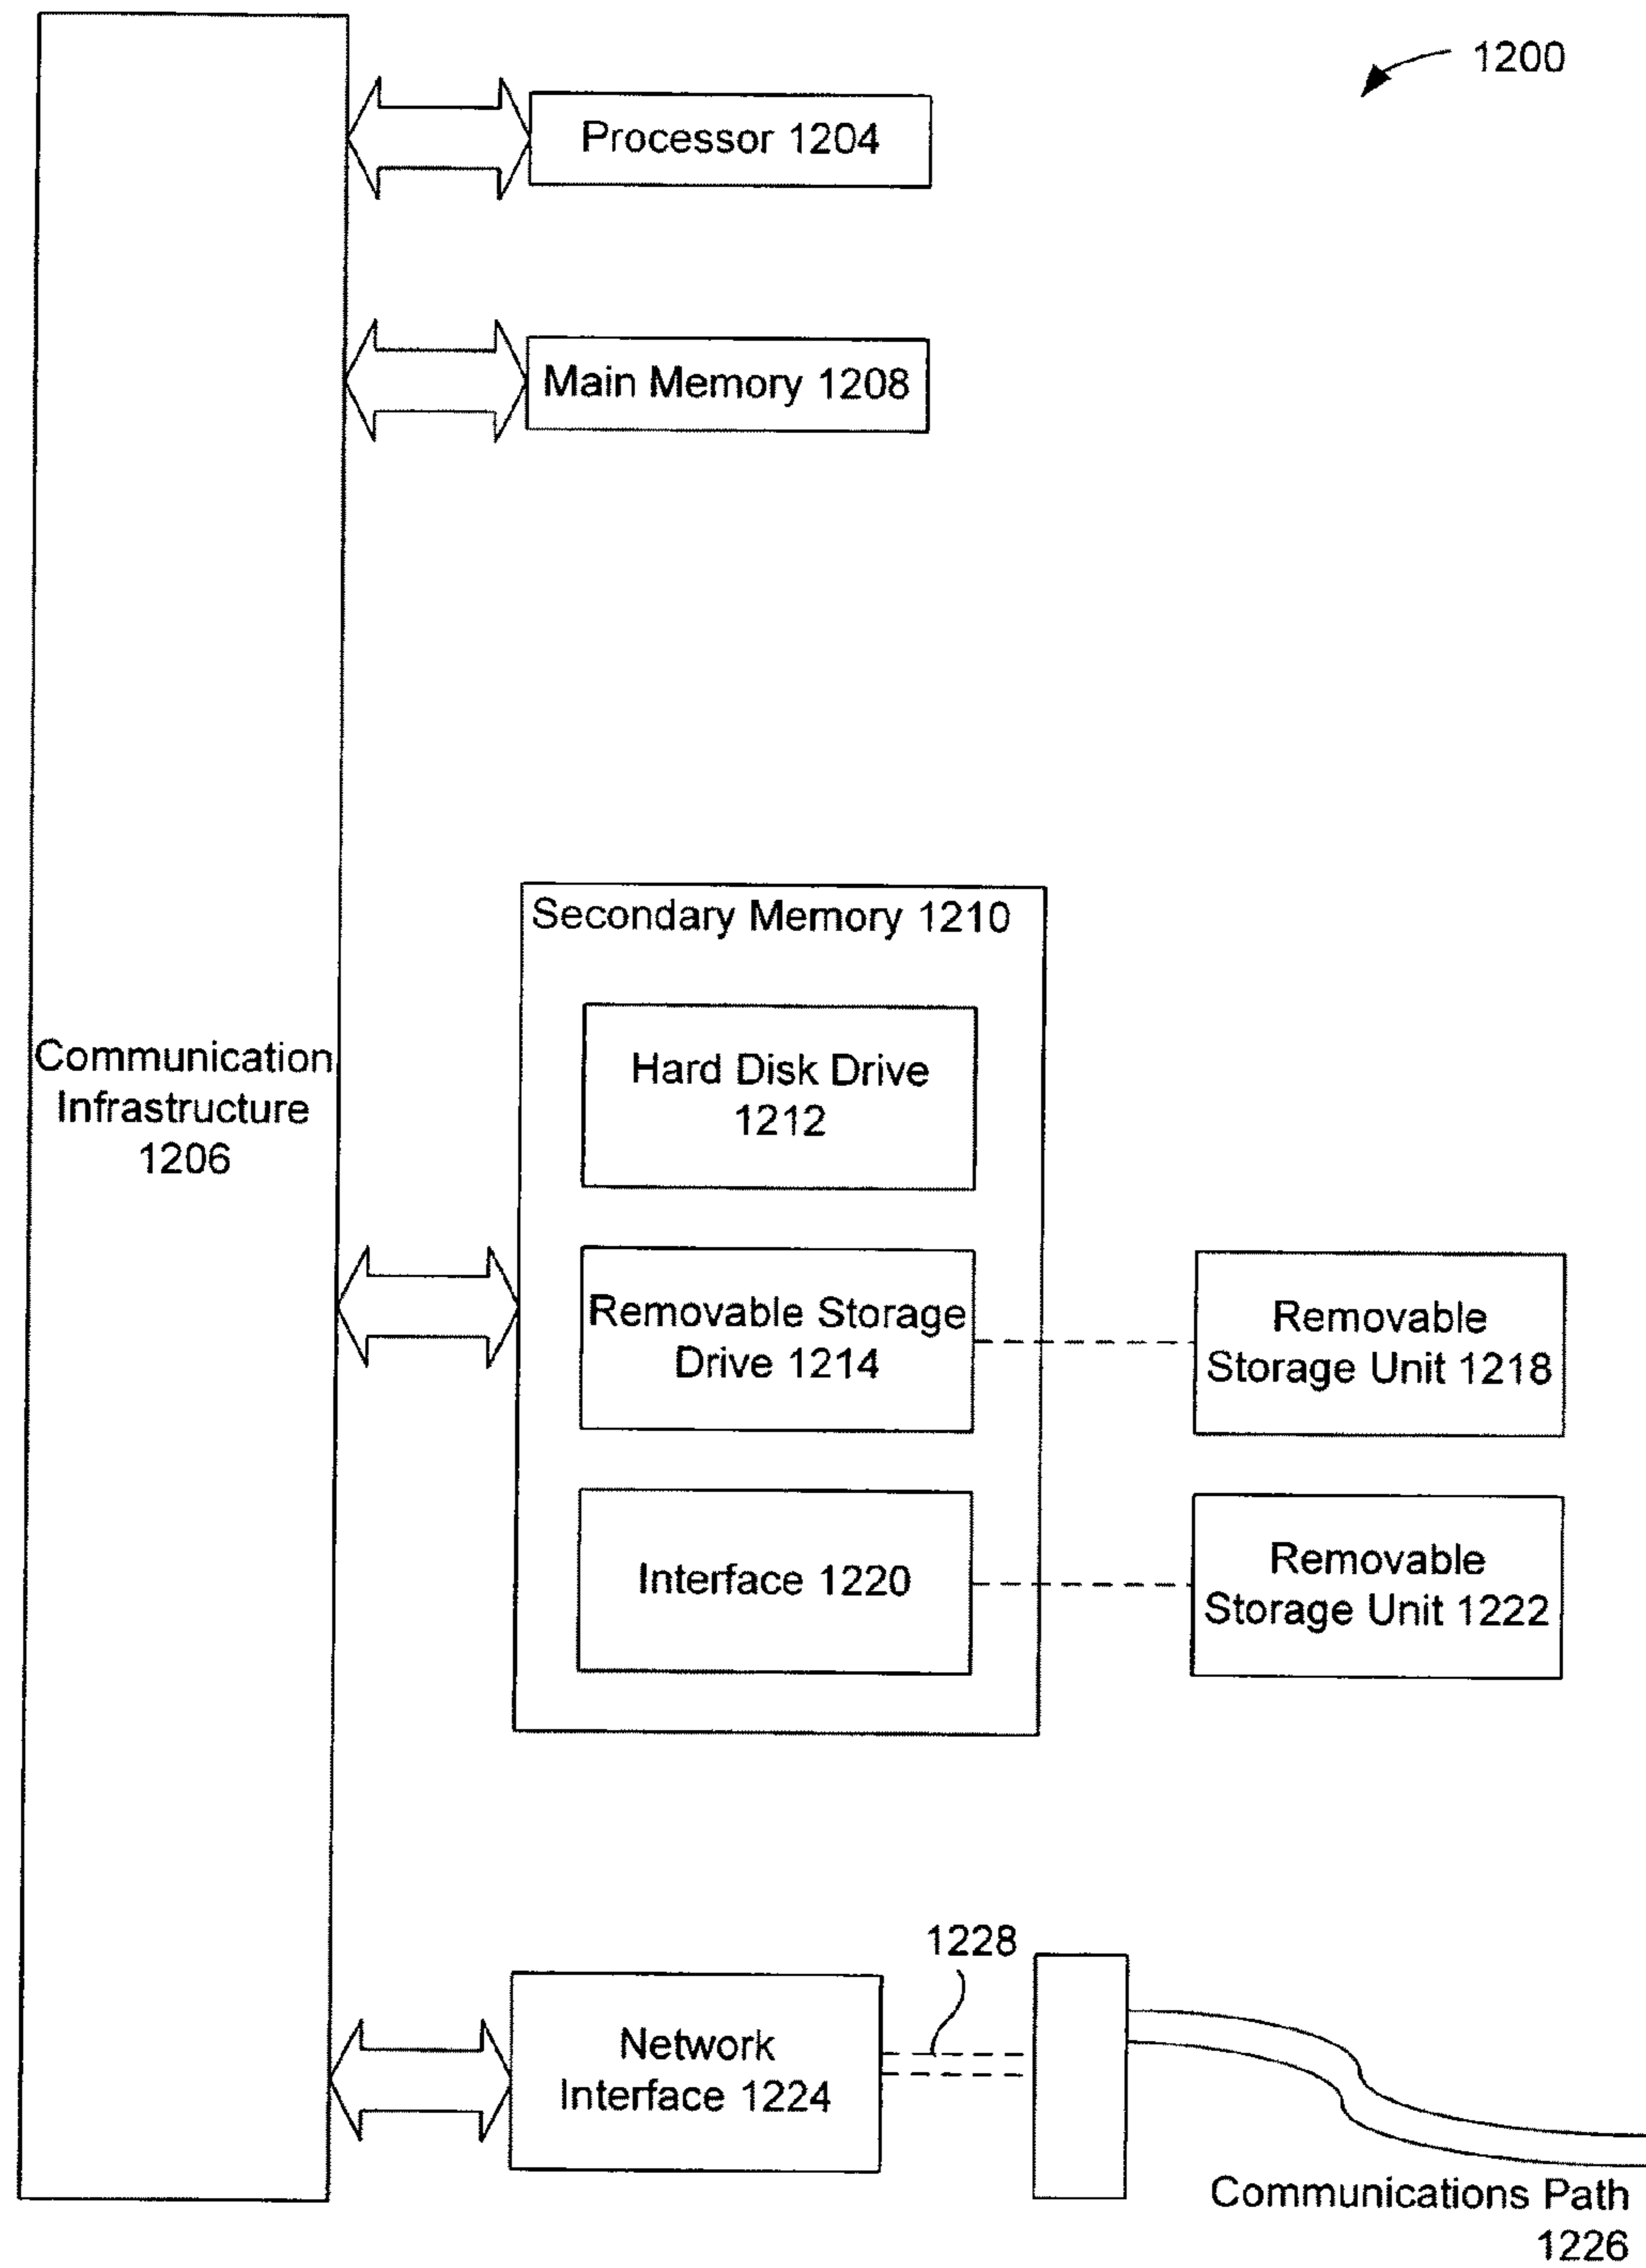 1200
Processor 1204
Main Memory 1208
Secondary Memory 1210
Hard Disk Drive
1212
Communication
Infrastructure
1206
Removable Storage
Drive 1214
Removable
Storage Unit 1218
Interface 1220
Removable
Storage Unit 1222
1228
Network
Interface 1224
Communications Path
1226